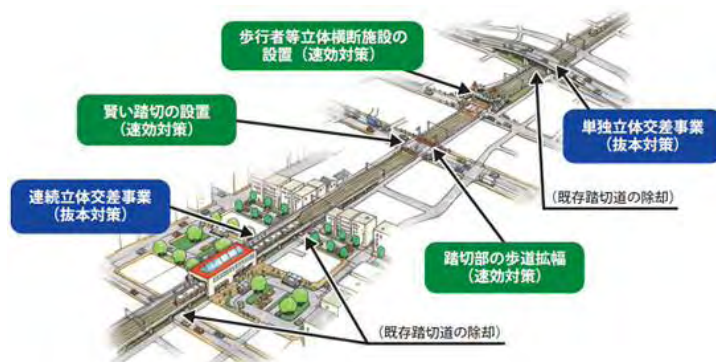 歩行者等立体横断施設の
設置（速効対策）
賢い踏切の設置
（速効対策）
単独立体交差事業
（抜本対策）
（既存踏切道の除却）
連続立体交差事業
（抜本対策）
踏切部の歩道拡幅
（速効対策）
（既存踏切道の除却）